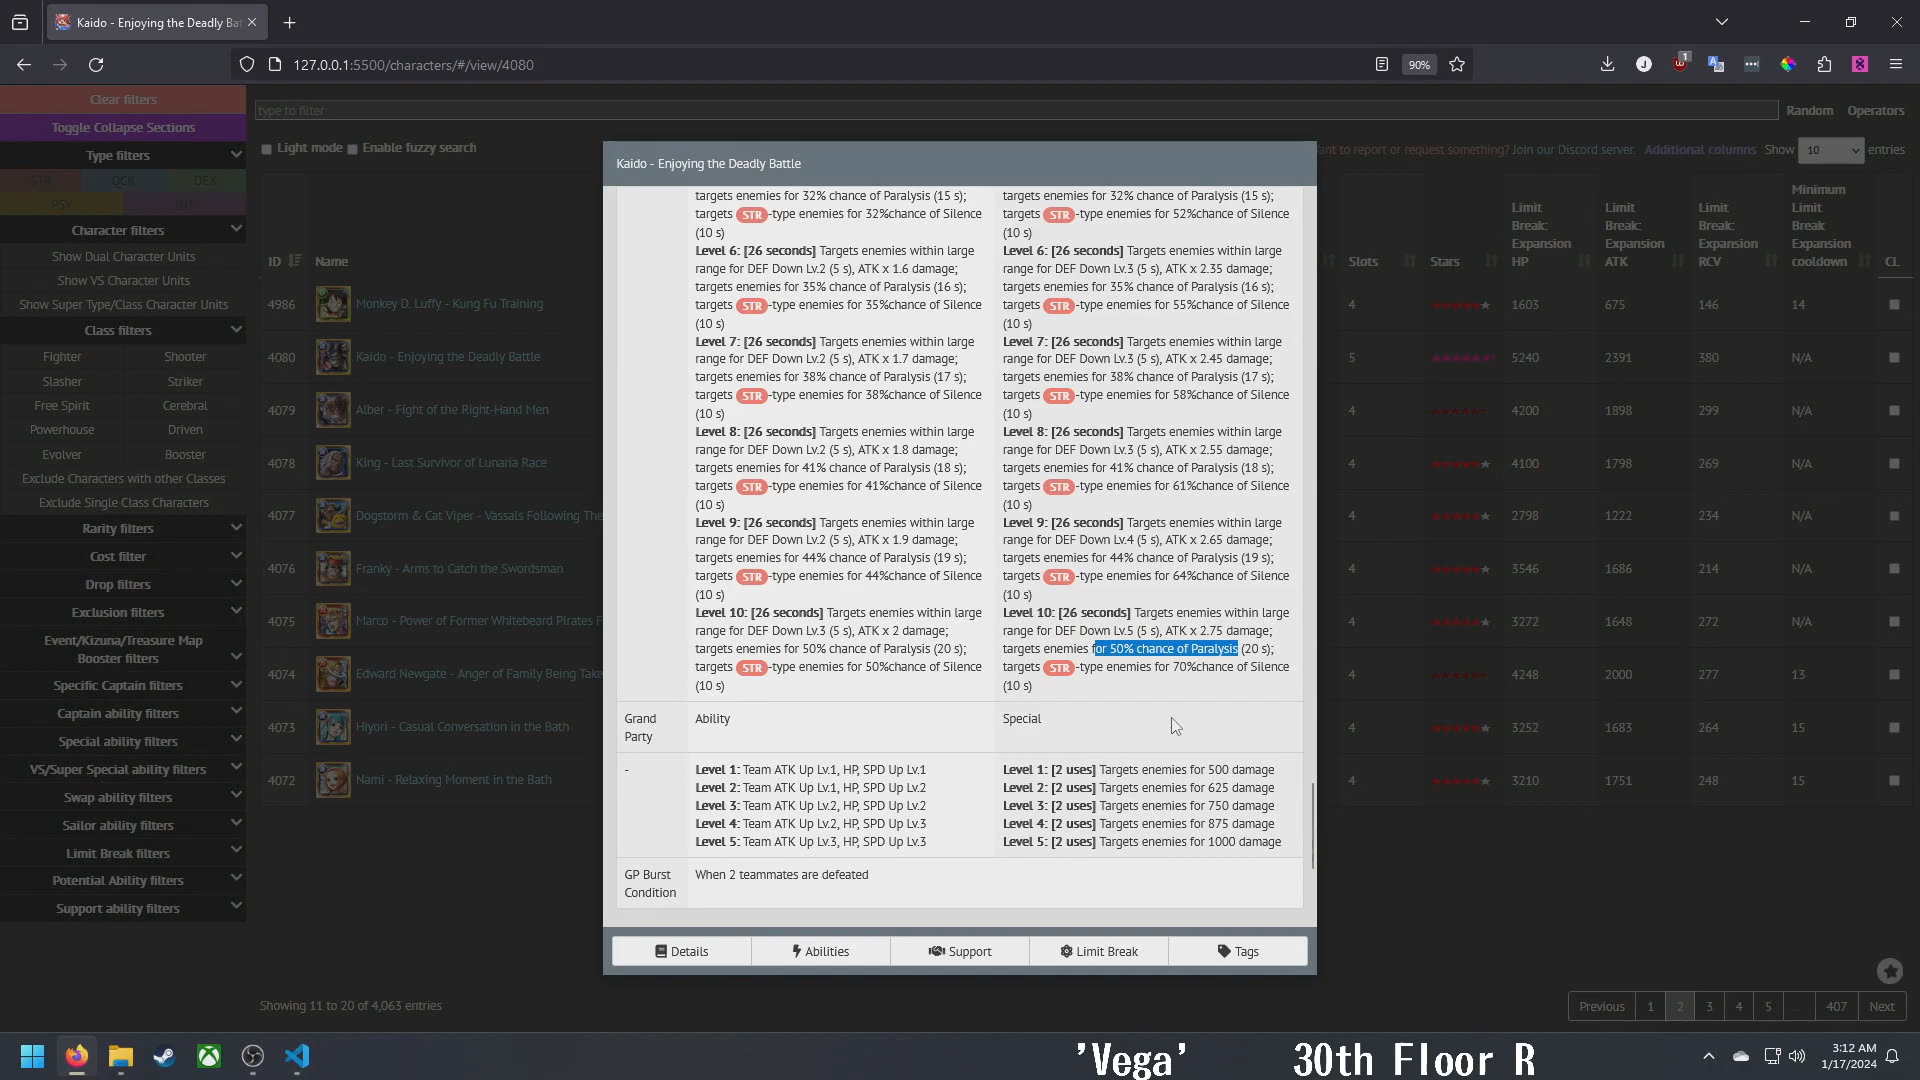 Kaido - Enjoying the Deadly Bat
127.0.0.1:5500/characters/#/view/4080
90%
1
Clear filters
Toggle Collapse Sections
Type filters
STR QCK DEX
PSY INT
Character filters
Show Dual Character Units
Show VS Character Units
Show Super Type/Class Character Units
Class filters
Fighter Shooter
Slasher Striker
Free Spirit Cerebral
Powerhouse Driven
Evolver Booster
Exclude Characters with other Classes
Exclude Single Class Characters
Rarity filters
Cost filter
Drop filters
Exclusion filters
Event/Kizuna/Treasure Map
Booster filters
Specific Captain filters
Captain ability filters
Special ability filters
VS/Super Special ability filters
Swap ability filters
Sailor ability filters
Limit Break filters
Potential Ability filters
Support ability filters
type to filter
Random Operators
Light mode Enable fuzzy search
ant to report or request something? Join our Discord server. Additional columns Show 10 entries
ID Name
Slots Stars
Limit
Break:
Expansion
HP
Limit
Break:
Expansion
ATK
Limit
Break:
Expansion
RCV
Minimum
Limit
Break
Expansion
cooldown
CL
4986 Monkey D. Luffy - Kung Fu Training 4 1603 675 146 14
4080 Kaido - Enjoying the Deadly Battle 5 5240 2391 380 N/A
4079 Alber - Fight of the Right-Hand Men 4 4200 1898 299 N/A
4078 King - Last Survivor of Lunaria Race 4 4100 1798 269 N/A
4077 Dogstorm & Cat Viper - Vassals Following The 4 2798 1222 234 N/A
4076 Franky - Arms to Catch the Swordsman 4 3546 1686 214 N/A
4075 Marco - Power of Former Whitebeard Pirates F 4 3272 1648 272 N/A
4074 Edward Newgate - Anger of Family Being Take 4 4248 2000 277 13
4073 Hiyori - Casual Conversation in the Bath 4 3252 1683 264 15
4072 Nami - Relaxing Moment in the Bath 4 3210 1751 248 15
Kaido - Enjoying the Deadly Battle
targets enemies for 32% chance of Paralysis (15 s);
targets STR-type enemies for 32%chance of Silence
(10 s)
Level 6: [26 seconds] Targets enemies within large
range for DEF Down Lv.2 (5 s), ATK x 1.6 damage;
targets enemies for 35% chance of Paralysis (16 s);
targets STR-type enemies for 35%chance of Silence
(10 s)
Level 7: [26 seconds] Targets enemies within large
range for DEF Down Lv.2 (5 s), ATK x 1.7 damage;
targets enemies for 38% chance of Paralysis (17 s);
targets STR-type enemies for 38%chance of Silence
(10 s)
Level 8: [26 seconds] Targets enemies within large
range for DEF Down Lv.2 (5 s), ATK x 1.8 damage;
targets enemies for 41% chance of Paralysis (18 s);
targets STR-type enemies for 41%chance of Silence
(10 s)
Level 9: [26 seconds] Targets enemies within large
range for DEF Down Lv.2 (5 s), ATK x 1.9 damage;
targets enemies for 44% chance of Paralysis (19 s);
targets STR-type enemies for 44%chance of Silence
(10 s)
Level 10: [26 seconds] Targets enemies within large
range for DEF Down Lv.3 (5 s), ATK x 2 damage;
targets enemies for 50% chance of Paralysis (20 s);
targets STR-type enemies for 50%chance of Silence
(10 s)
targets enemies for 32% chance of Paralysis (15 s);
targets STR-type enemies for 52%chance of Silence
(10 s)
Level 6: [26 seconds] Targets enemies within large
range for DEF Down Lv.3 (5 s), ATK x 2.35 damage;
targets enemies for 35% chance of Paralysis (16 s);
targets STR-type enemies for 55%chance of Silence
(10 s)
Level 7: [26 seconds] Targets enemies within large
range for DEF Down Lv.3 (5 s), ATK x 2.45 damage;
targets enemies for 38% chance of Paralysis (17 s);
targets STR-type enemies for 58%chance of Silence
(10 s)
Level 8: [26 seconds] Targets enemies within large
range for DEF Down Lv.3 (5 s), ATK x 2.55 damage;
targets enemies for 41% chance of Paralysis (18 s);
targets STR-type enemies for 61%chance of Silence
(10 s)
Level 9: [26 seconds] Targets enemies within large
range for DEF Down Lv.4 (5 s), ATK x 2.65 damage;
targets enemies for 44% chance of Paralysis (19 s);
targets STR-type enemies for 64%chance of Silence
(10 s)
Level 10: [26 seconds] Targets enemies within large
range for DEF Down Lv.5 (5 s), ATK x 2.75 damage;
targets enemies for 50% chance of Paralysis (20 s);
targets STR-type enemies for 70%chance of Silence
(10 s)
Grand
Party
Ability Special
-
Level 1: Team ATK Up Lv.1, HP, SPD Up Lv.1
Level 2: Team ATK Up Lv.1, HP, SPD Up Lv.2
Level 3: Team ATK Up Lv.2, HP, SPD Up Lv.2
Level 4: Team ATK Up Lv.2, HP, SPD Up Lv.3
Level 5: Team ATK Up Lv.3, HP, SPD Up Lv.3
Level 1: [2 uses] Targets enemies for 500 damage
Level 2: [2 uses] Targets enemies for 625 damage
Level 3: [2 uses] Targets enemies for 750 damage
Level 4: [2 uses] Targets enemies for 875 damage
Level 5: [2 uses] Targets enemies for 1000 damage
GP Burst
Condition
When 2 teammates are defeated
Details Abilities Support Limit Break Tags
Showing 11 to 20 of 4,063 entries
Previous 1 2 3 4 5 … 407 Next
'Vega' 30th Floor R
3:12 AM
1/17/2024